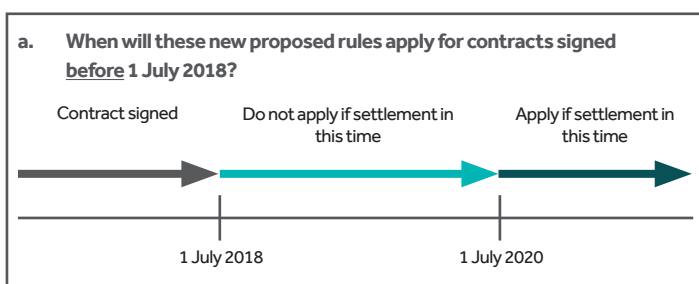 a. When will these new proposed rules apply for contracts signed
before 1 July 2018?
Contract signed
Do not apply if settlement in
this time
Apply if settlement in
this time
1 July 2018
1 July 2020